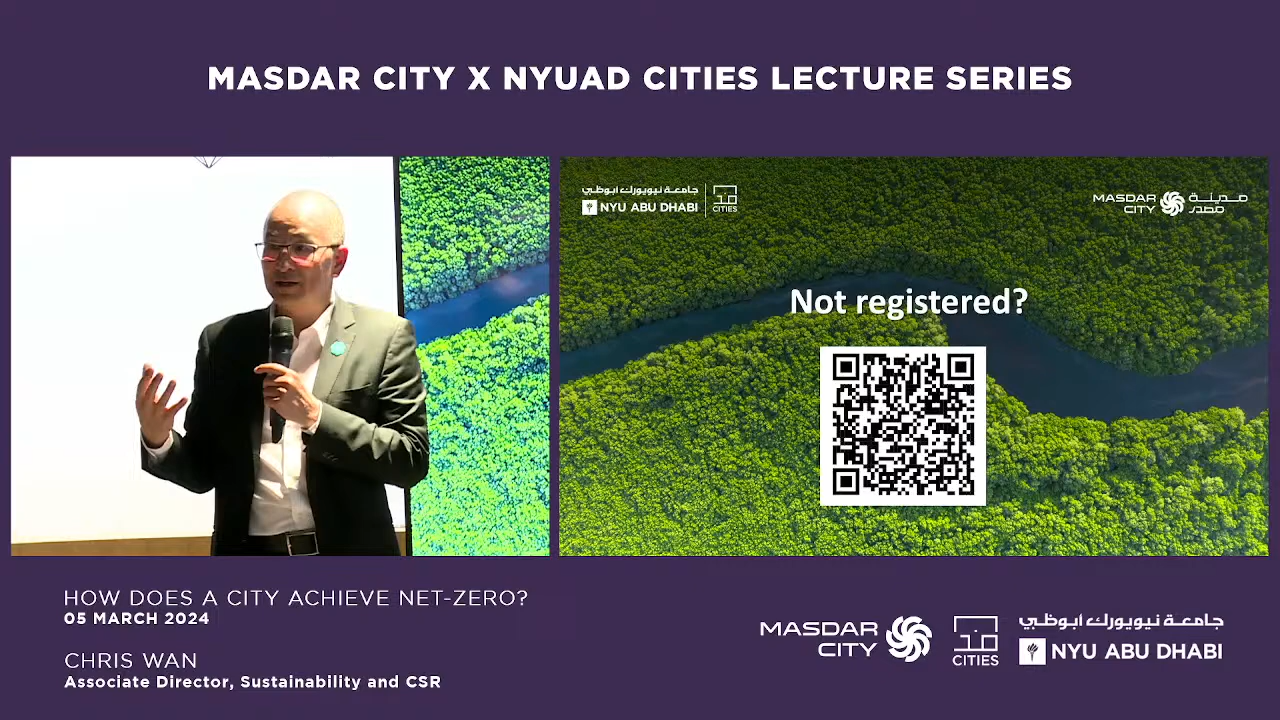 MASDAR CITY X NYUAD CITIES LECTURE SERIES
جامعة نيويورك ابوظبي
NYU ABU DHABI
CITIES
MASDAR CITY
مدينة مصدر
Not registered?
HOW DOES A CITY ACHIEVE NET-ZERO?
05 MARCH 2024
CHRIS WAN
Associate Director, Sustainability and CSR
MASDAR CITY
CITIES
جامعة نيويورك ابوظبي
NYU ABU DHABI